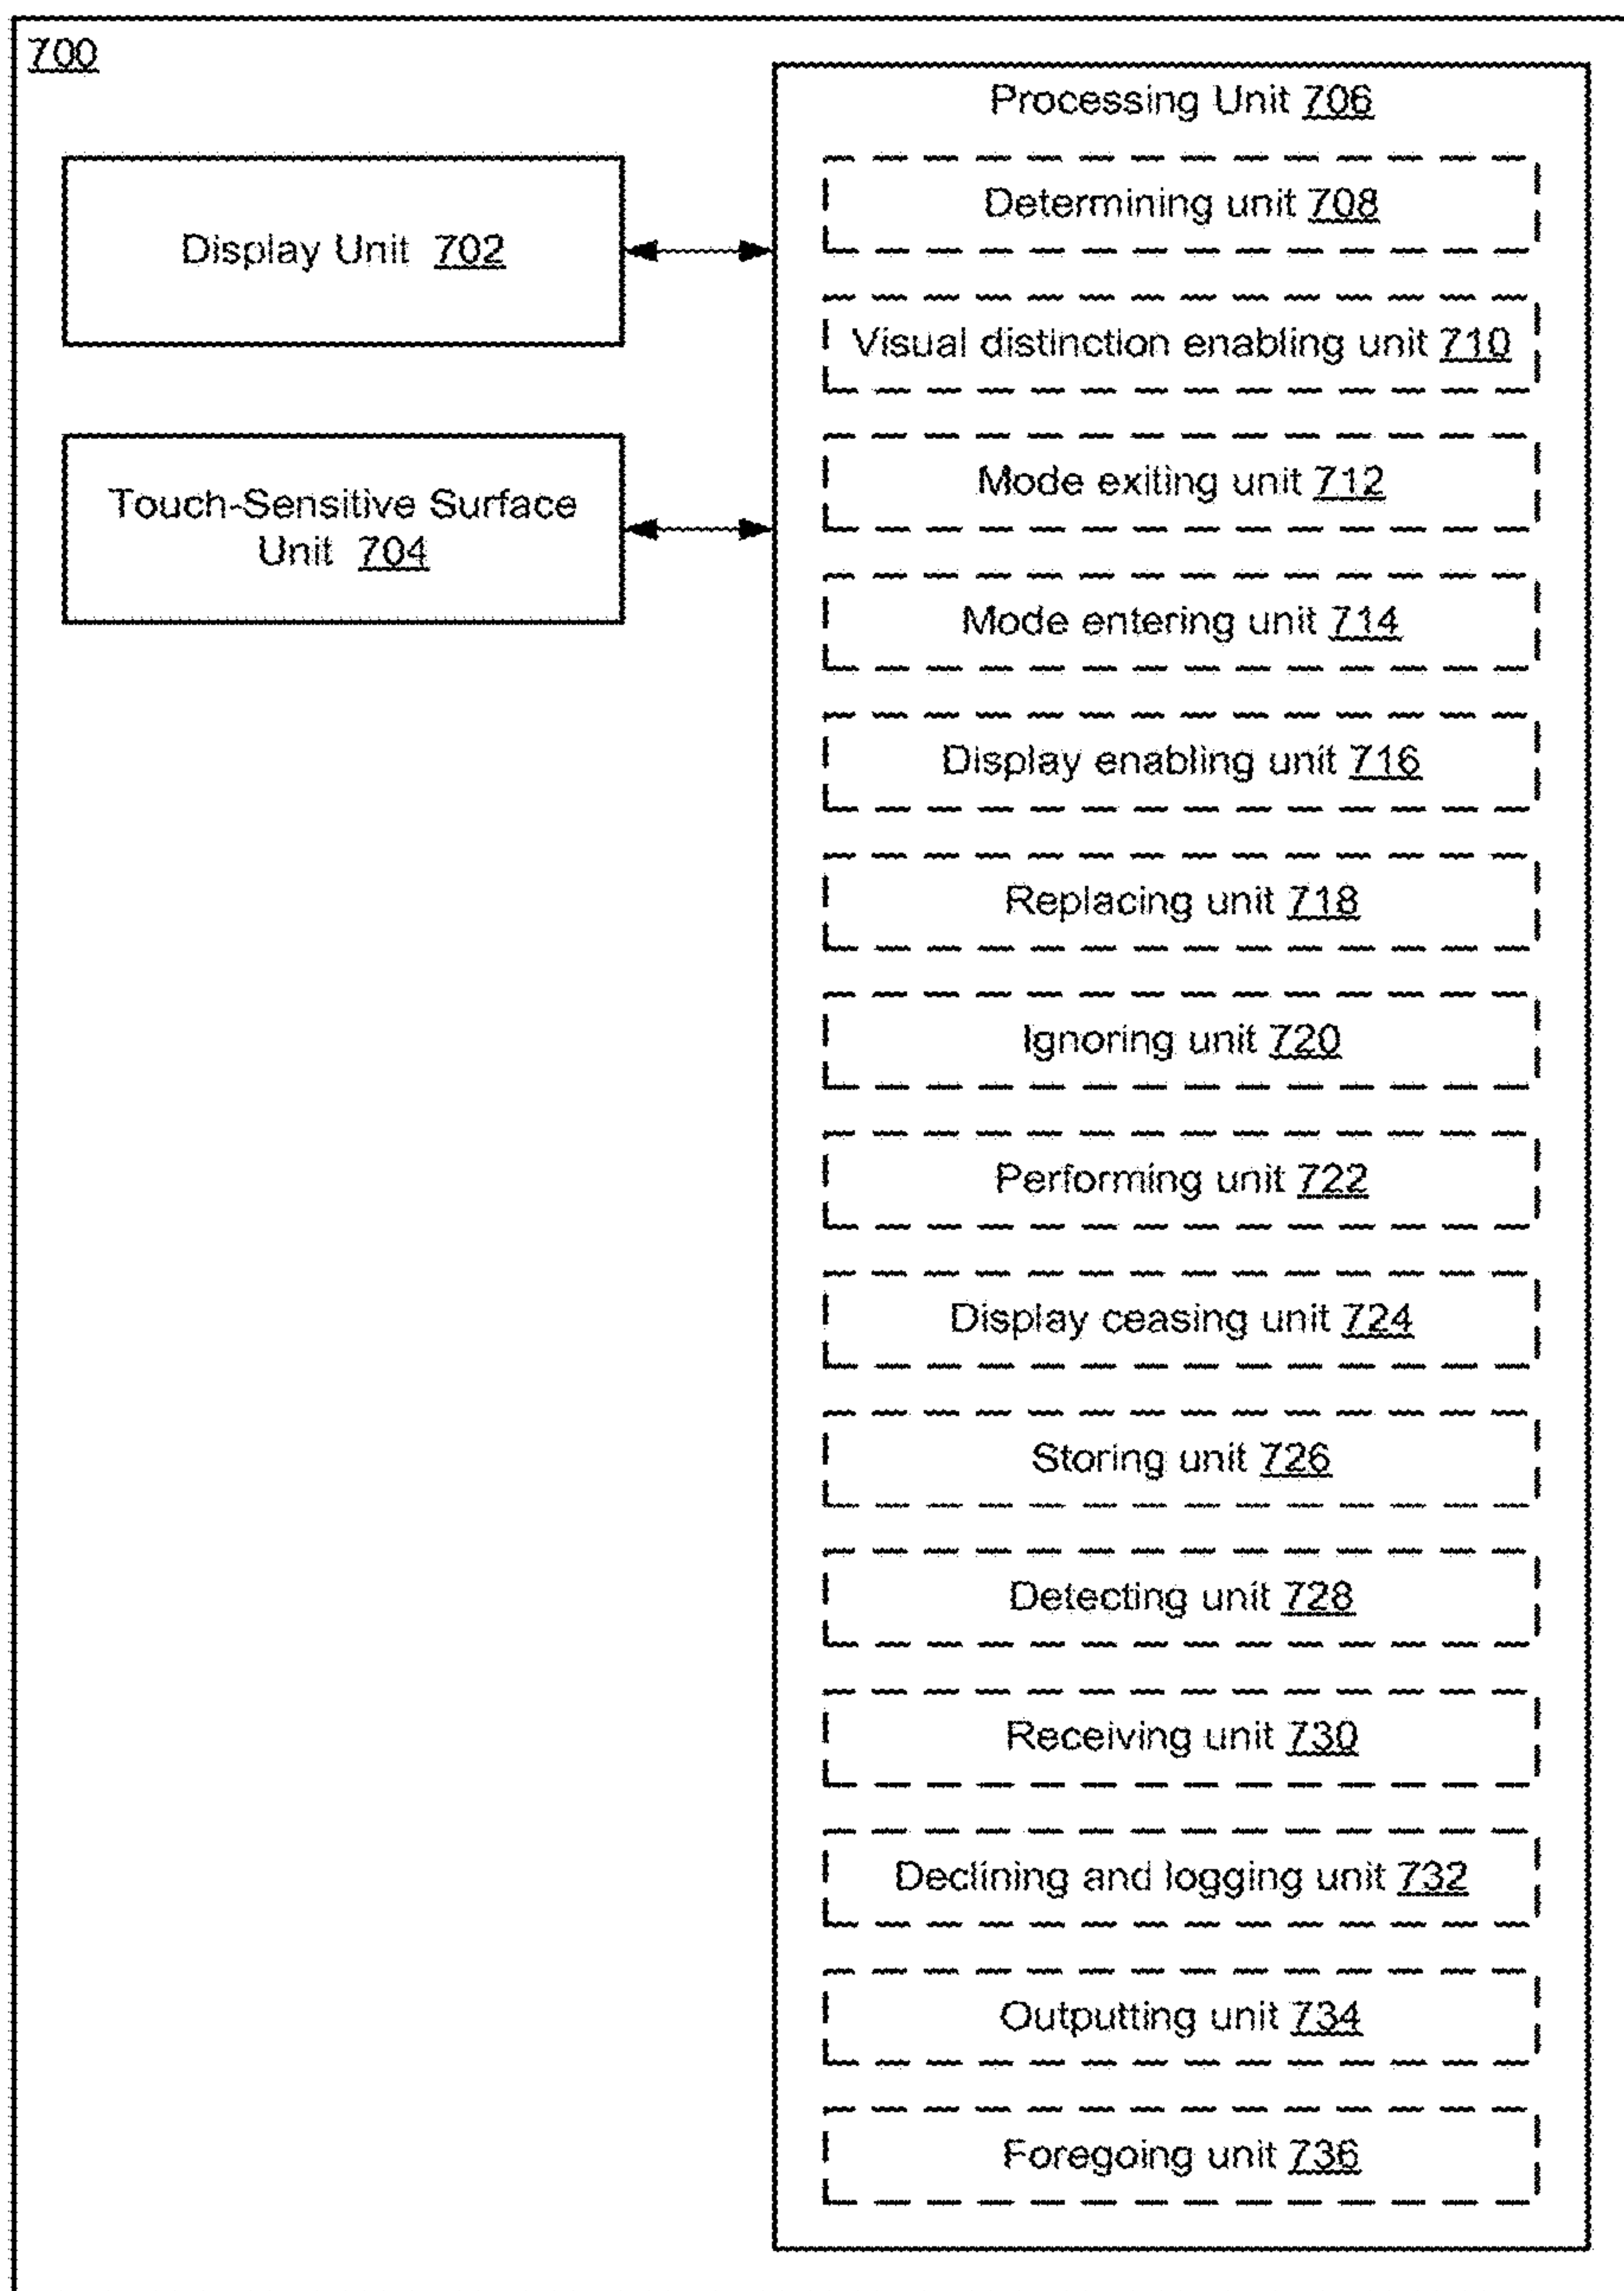 700
Display Unit 702
Touch-Sensitive Surface
Unit 704
Processing Unit 706
Determining unit 708
Visual distinction enabling unit 710
Mode exiting unit 712
Mode entering unit 714
Display enabling unit 716
Replacing unit 718
Ignoring unit 720
Performing unit 722
Display ceasing unit 724
Storing unit 726
Detecting unit 728
Receiving unit 730
Declining and logging unit 732
Outputting unit 734
Foregoing unit 736